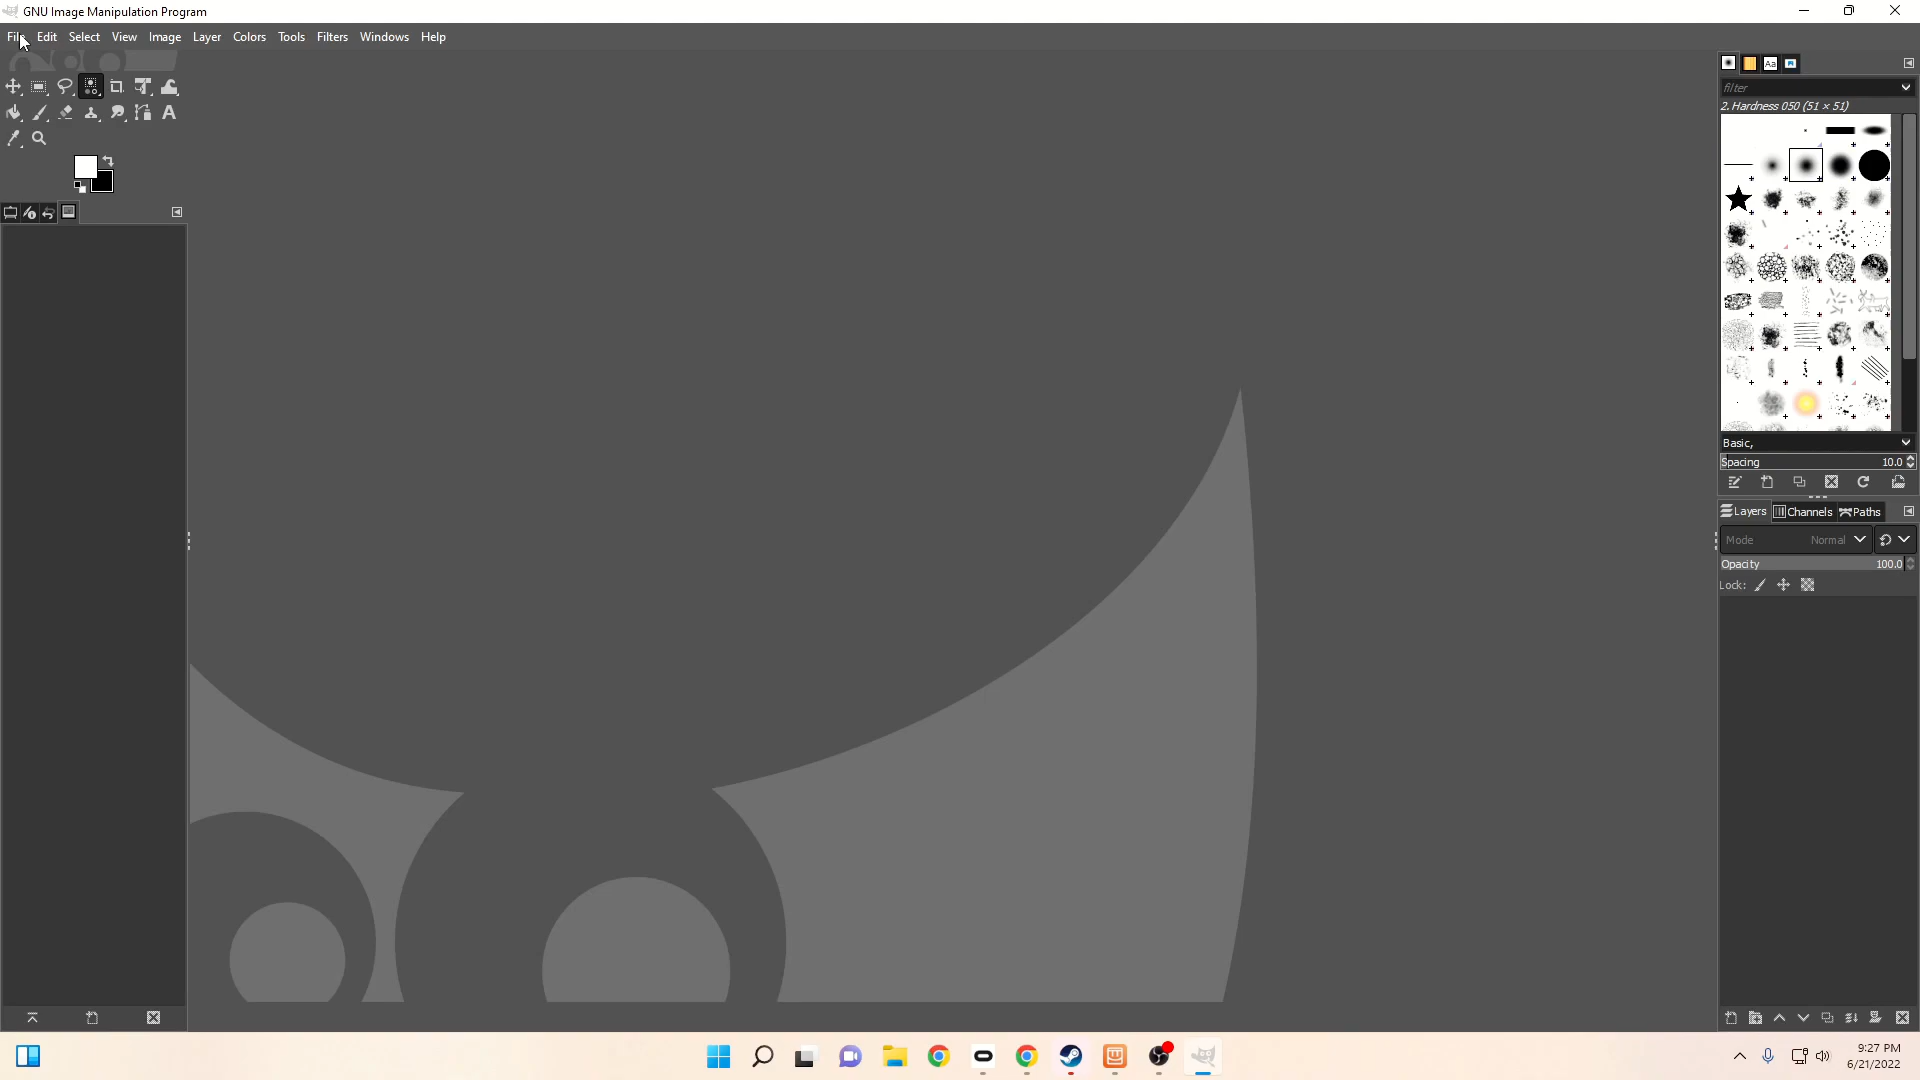 GNU Image Manipulation Program
File Edit Select View Image Layer Colors Tools Filters Windows Help
A
Aa
filter
2. Hardness 050 (51 × 51)
Basic,
Spacing 10.0
Layers Channels Paths
Mode Normal
Opacity 100.0
Lock:
9:27 PM
6/21/2022